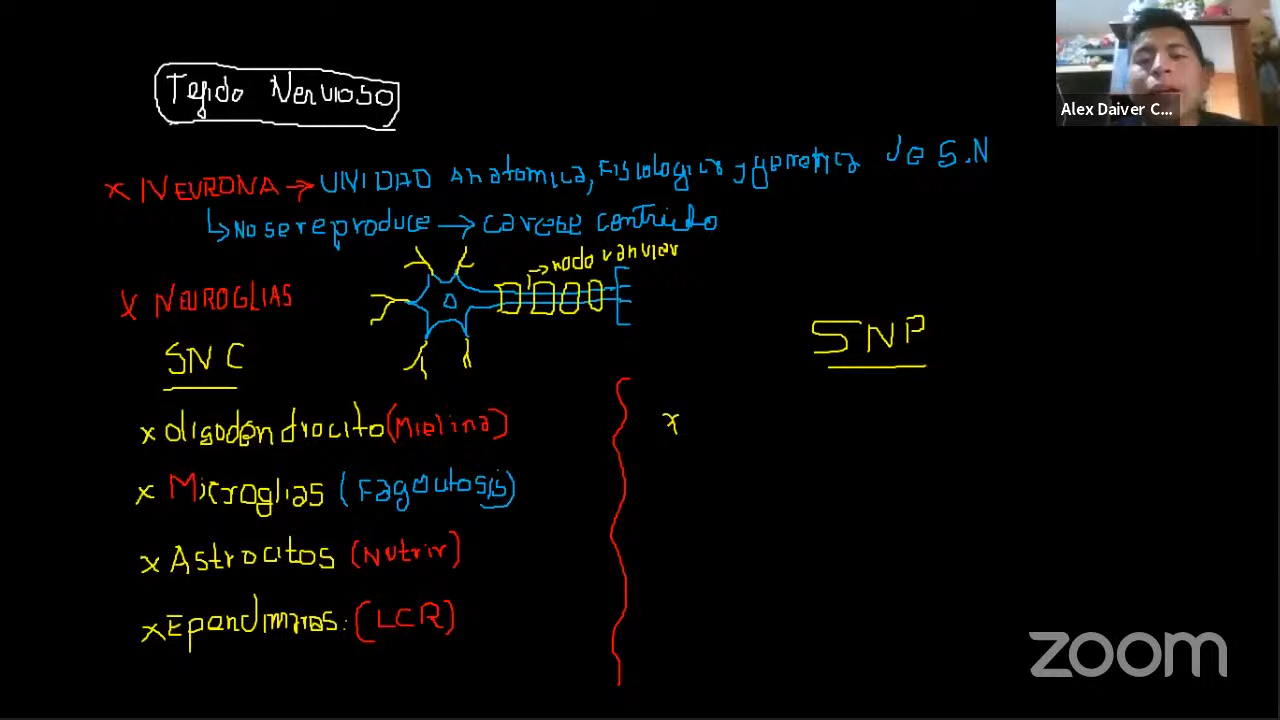 Tejido Nervioso
Alex Daiver C...
x NEURONA → UNIDAD Anatomica, Fisiologica y genetica de S.N
↳ No se reproduce → carece centriolo
→ nodo ranvier
x NEUROGLIAS
SNC
SNP
x Oligodendrocito (Mielina)
x
x Microglias (Fagocitosis)
x Astrocitos (Nutrir)
x Ependimarias. (LCR)
zoom